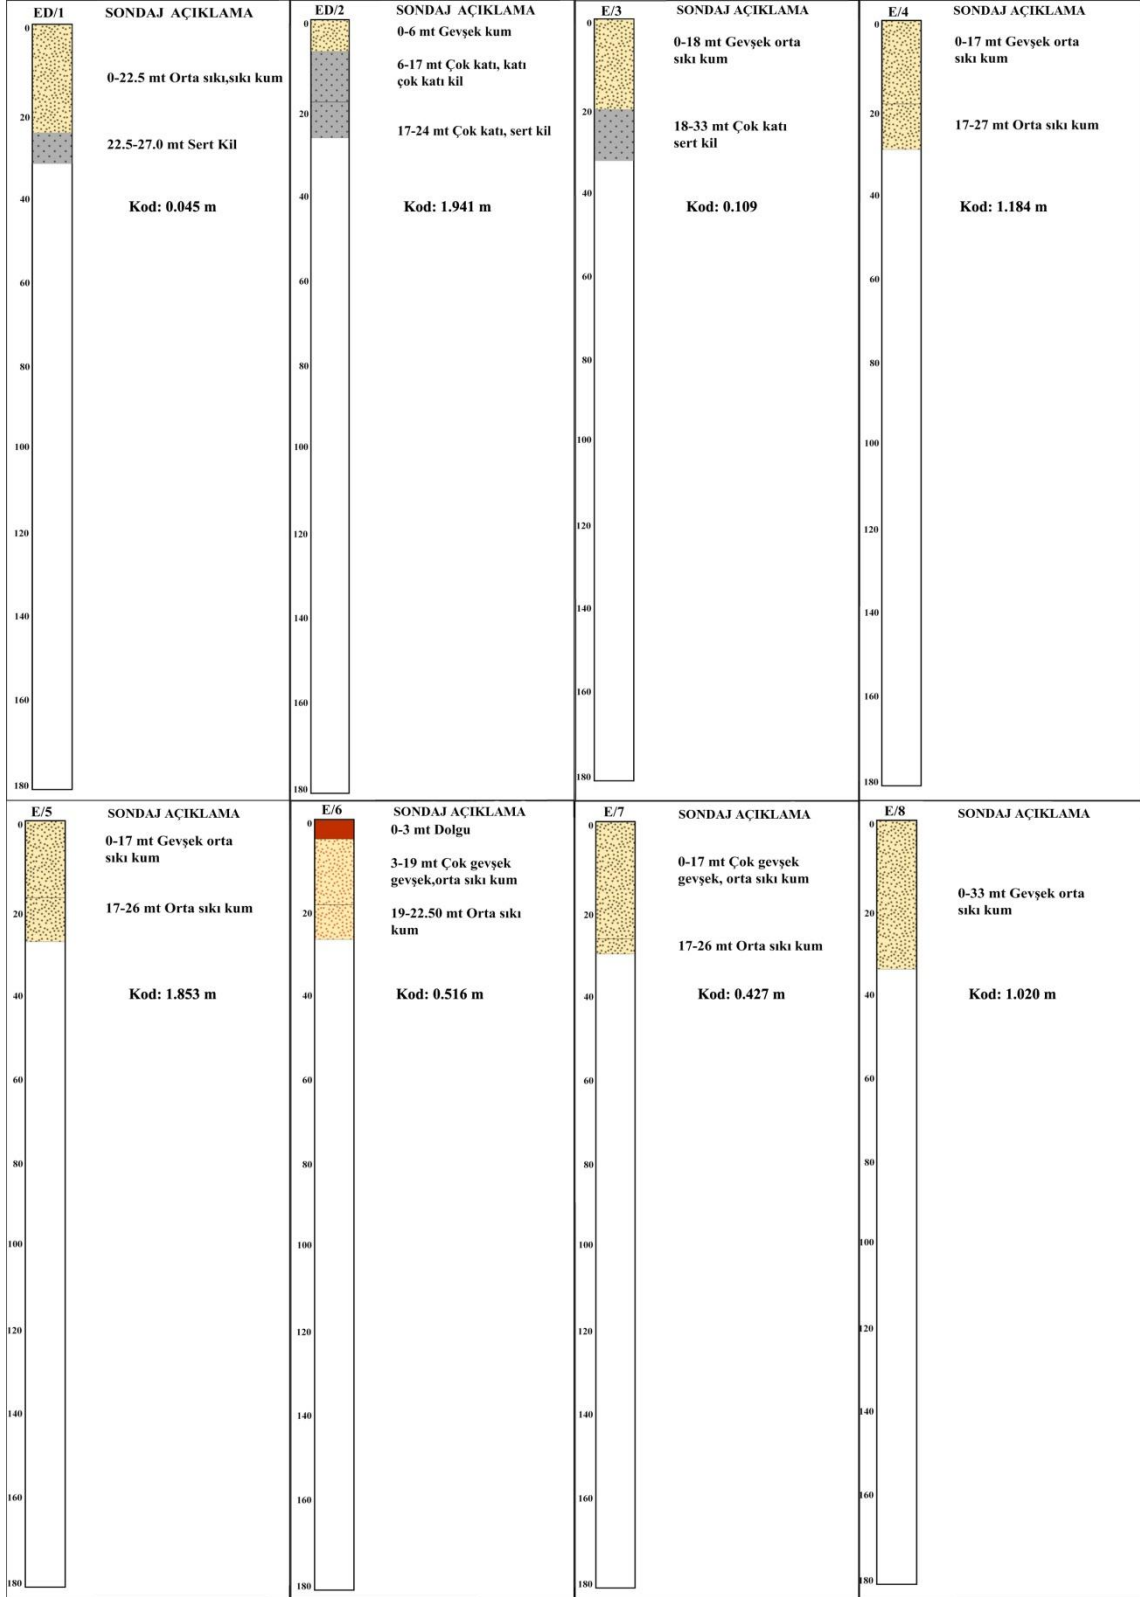 ED/1
SONDAJ AÇIKLAMA
0-22.5 mt Orta sıkı,sıkı kum
22.5-27.0 mt Sert Kil
Kod: 0.045 m
0
20
40
60
80
100
120
140
160
180
ED/2
SONDAJ AÇIKLAMA
0-6 mt Gevşek kum
6-17 mt Çok katı, katı
çok katı kil
17-24 mt Çok katı, sert kil
Kod: 1.941 m
0
20
40
60
80
100
120
140
160
180
E/3
SONDAJ AÇIKLAMA
0-18 mt Gevşek orta
sıkı kum
18-33 mt Çok katı
sert kil
Kod: 0.109
0
20
40
60
80
100
120
140
160
180
E/4
SONDAJ AÇIKLAMA
0-17 mt Gevşek orta
sıkı kum
17-27 mt Orta sıkı kum
Kod: 1.184 m
0
20
40
60
80
100
120
140
160
180
E/5
SONDAJ AÇIKLAMA
0-17 mt Gevşek orta
sıkı kum
17-26 mt Orta sıkı kum
Kod: 1.853 m
0
20
40
60
80
100
120
140
160
180
E/6
SONDAJ AÇIKLAMA
0-3 mt Dolgu
3-19 mt Çok gevşek
gevşek,orta sıkı kum
19-22.50 mt Orta sıkı
kum
Kod: 0.516 m
0
20
40
60
80
100
120
140
160
180
E/7
SONDAJ AÇIKLAMA
0-17 mt Çok gevşek
gevşek, orta sıkı kum
17-26 mt Orta sıkı kum
Kod: 0.427 m
0
20
40
60
80
100
120
140
160
180
E/8
SONDAJ AÇIKLAMA
0-33 mt Gevşek orta
sıkı kum
Kod: 1.020 m
0
20
40
60
80
100
120
140
160
180